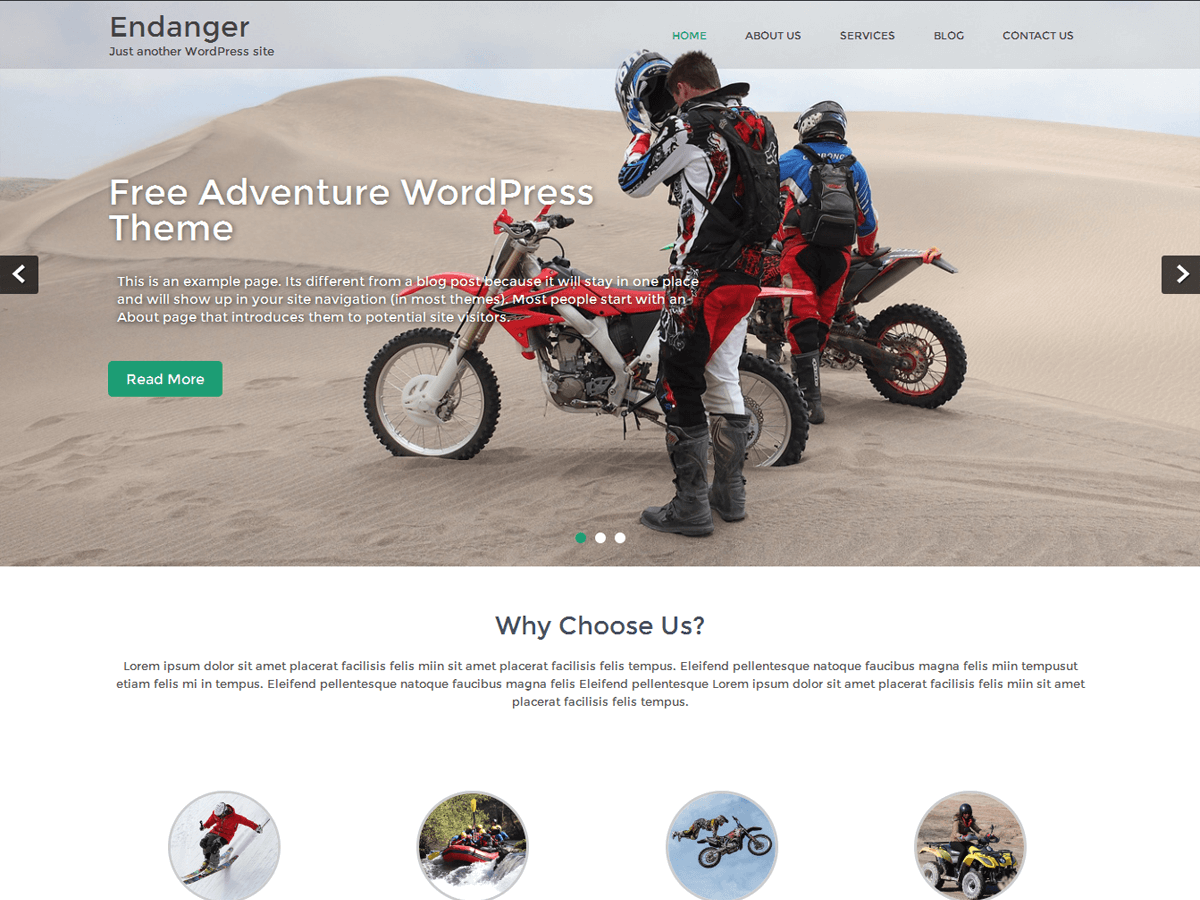 Endanger
Just another WordPress site
HOME ABOUT US SERVICES BLOG CONTACT US
Free Adventure WordPress
Theme
This is an example page. Its different from a blog post because it will stay in one place
and will show up in your site navigation (in most themes). Most people start with an
About page that introduces them to potential site visitors.
Read More
Why Choose Us?
Lorem ipsum dolor sit amet placerat facilisis felis miin sit amet placerat facilisis felis tempus. Eleifend pellentesque natoque faucibus magna felis miin tempusut
etiam felis mi in tempus. Eleifend pellentesque natoque faucibus magna felis Eleifend pellentesque Lorem ipsum dolor sit amet placerat facilisis felis miin sit amet
placerat facilisis felis tempus.